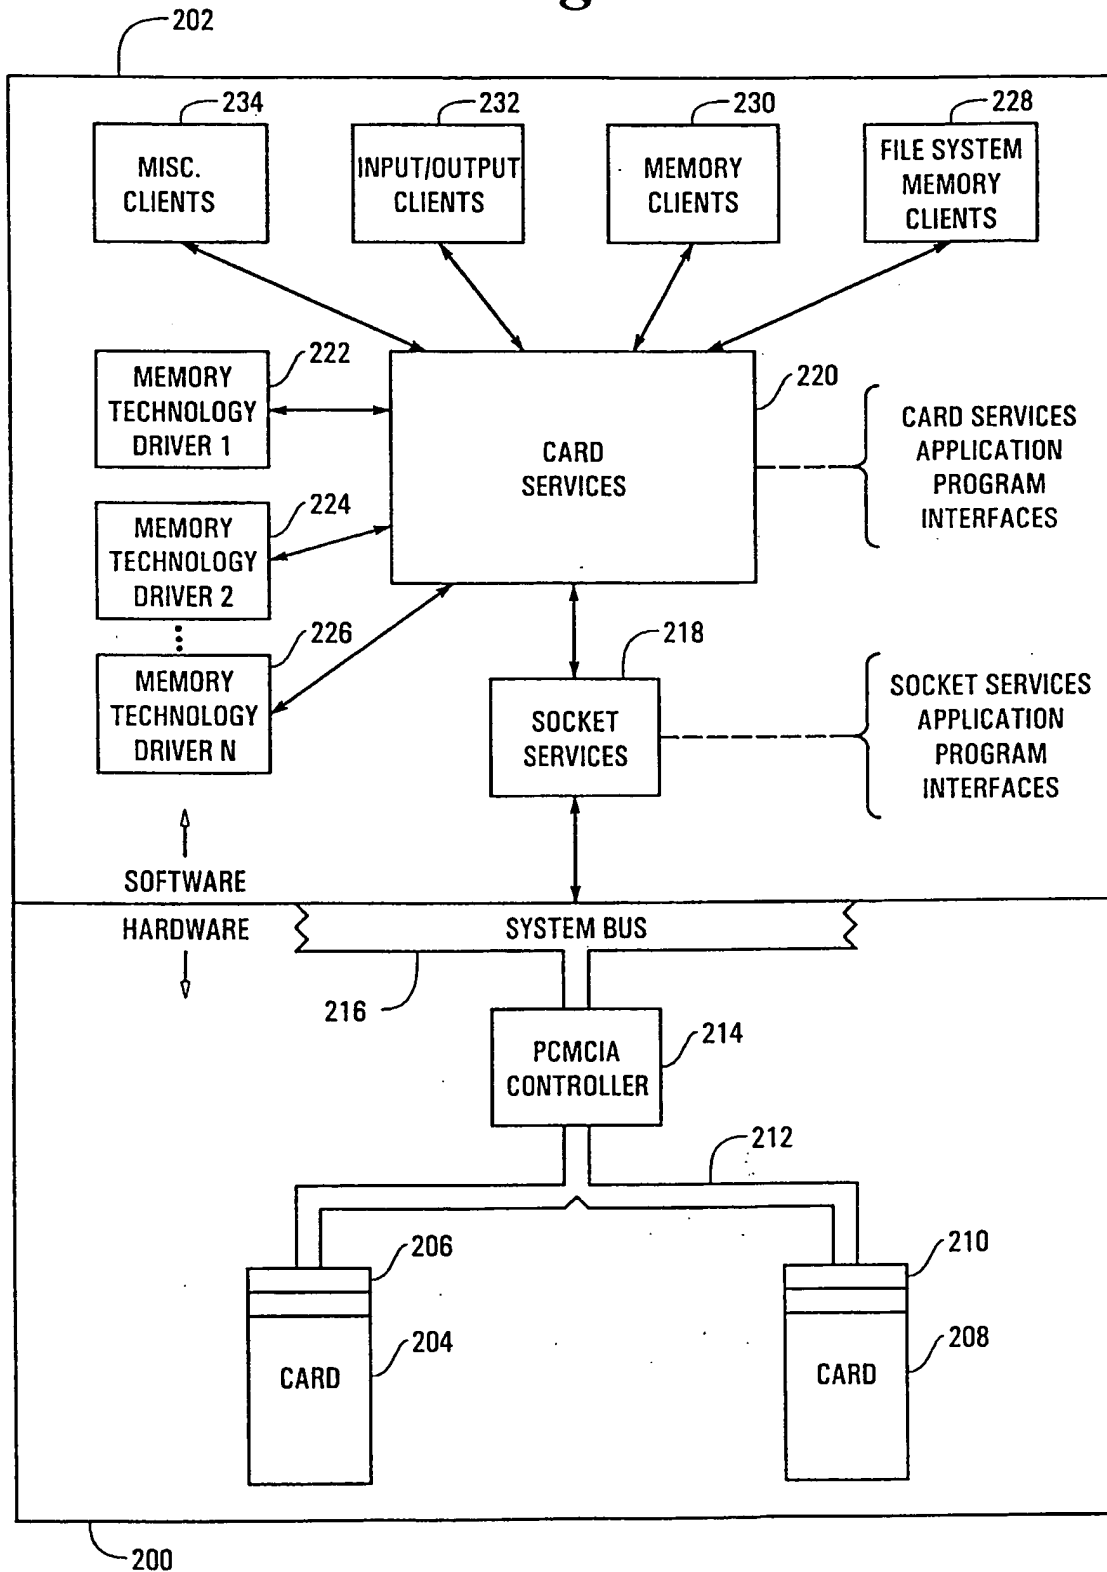 202
234
232
230
228
MISC.
CLIENTS
INPUT/OUTPUT
CLIENTS
MEMORY
CLIENTS
FILE SYSTEM
MEMORY
CLIENTS
222
MEMORY
TECHNOLOGY
DRIVER 1
220
CARD
SERVICES
CARD SERVICES
APPLICATION
PROGRAM
INTERFACES
224
MEMORY
TECHNOLOGY
DRIVER 2
226
MEMORY
TECHNOLOGY
DRIVER N
218
SOCKET
SERVICES
SOCKET SERVICES
APPLICATION
PROGRAM
INTERFACES
SOFTWARE
HARDWARE
SYSTEM BUS
216
PCMCIA
CONTROLLER
214
212
206
204
CARD
210
208
CARD
200